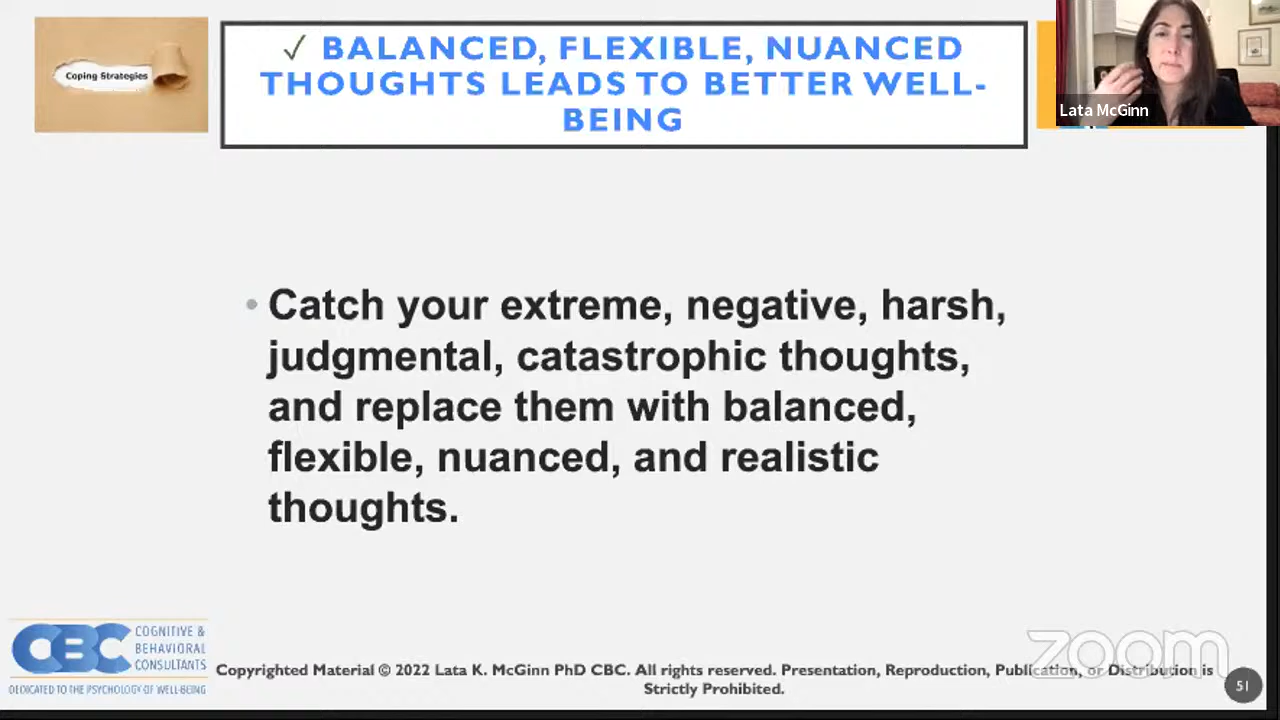 Coping Strategies
✓ BALANCED, FLEXIBLE, NUANCED
THOUGHTS LEADS TO BETTER WELL-
BEING
Lata McGinn
• Catch your extreme, negative, harsh,
judgmental, catastrophic thoughts,
and replace them with balanced,
flexible, nuanced, and realistic
thoughts.
CBC
COGNITIVE &
BEHAVIORAL
CONSULTANTS
DEDICATED TO THE PSYCHOLOGY OF WELL-BEING
Copyrighted Material © 2022 Lata K. McGinn PhD CBC. All rights reserved. Presentation, Reproduction, Publication, or Distribution is
Strictly Prohibited.
zoom
51